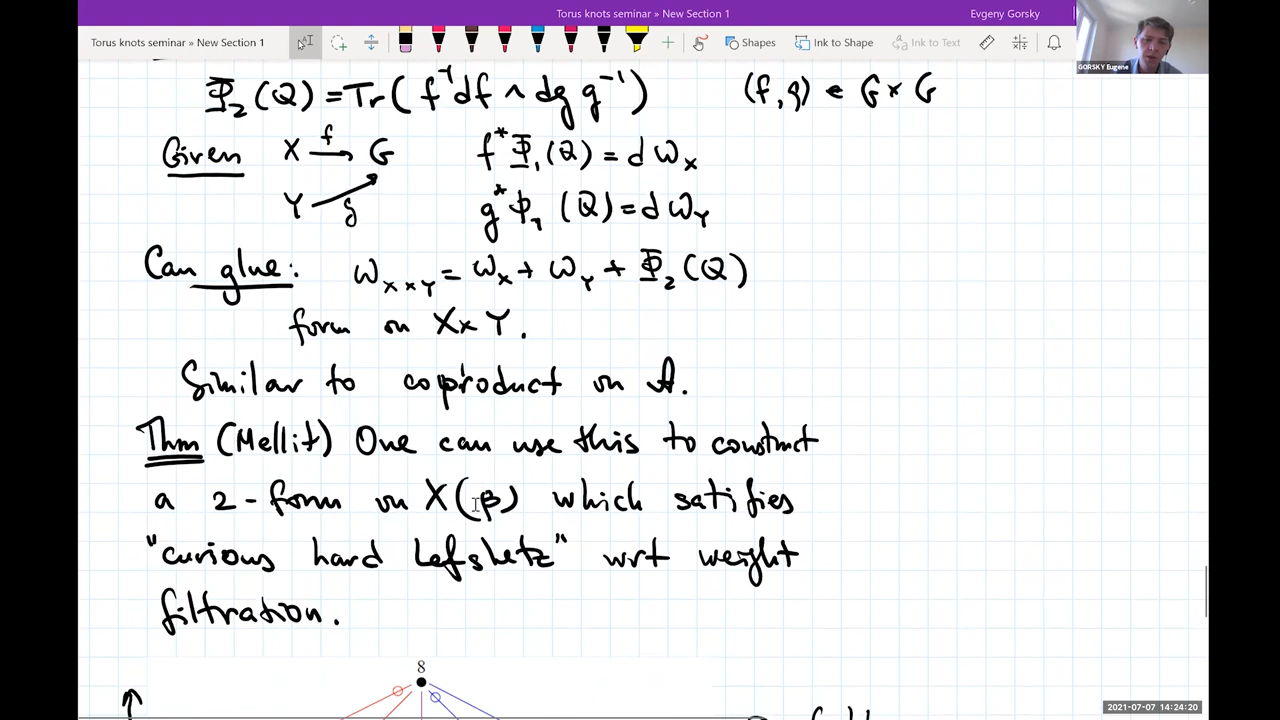 Torus knots seminar » New Section 1
Evgeny Gorsky
Torus knots seminar » New Section 1
Shapes
Ink to Shape
Ink to Text
GORSKY Eugene
Φ₂(Q) = Tr(f⁻¹df ∧ dg g⁻¹) (f,g) ∈ G × G
Given X →f G f*Φ₁(Q) = dω_X
Y g g*Φ₁(Q) = dω_Y
Can glue: ω_{X×Y} = ω_X + ω_Y + Φ₂(Q)
form on X×Y.
Similar to coproduct on A.
Thm (Mellit) One can use this to construct
a 2-form on X(β) which satifies
"curious hard Lefshetz" wrt weight
filtration.
8
2021-07-07 14:24:20